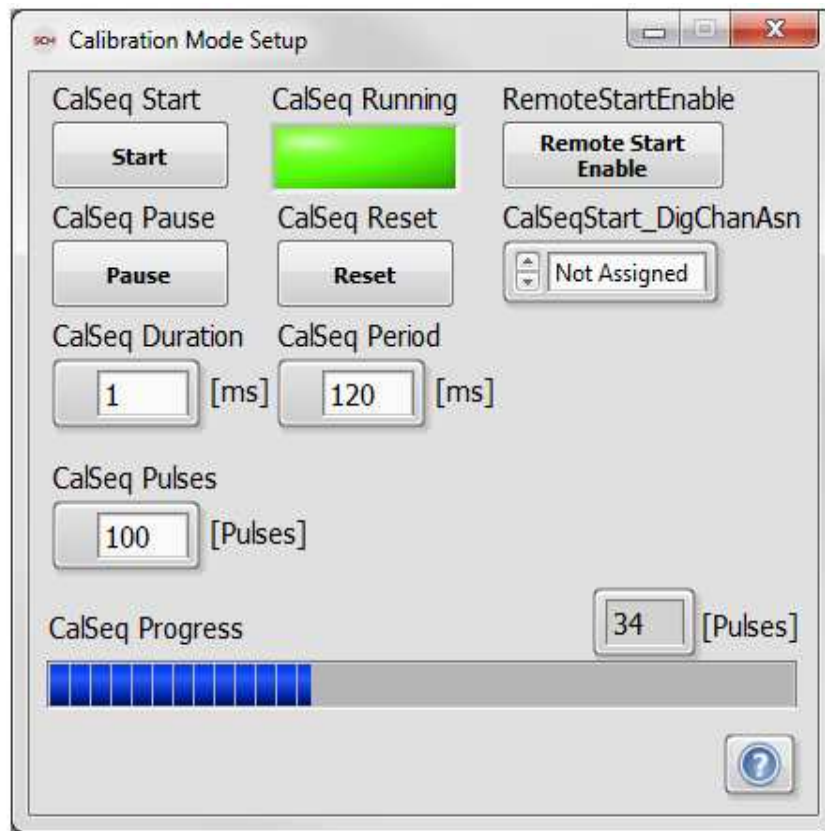 SCM Calibration Mode Setup
CalSeq Start CalSeq Running RemoteStartEnable
Start Remote Start
Enable
CalSeq Pause CalSeq Reset CalSeqStart_DigChanAsn
Pause Reset Not Assigned
CalSeq Duration CalSeq Period
1 [ms] 120 [ms]
CalSeq Pulses
100 [Pulses]
CalSeq Progress 34 [Pulses]
?